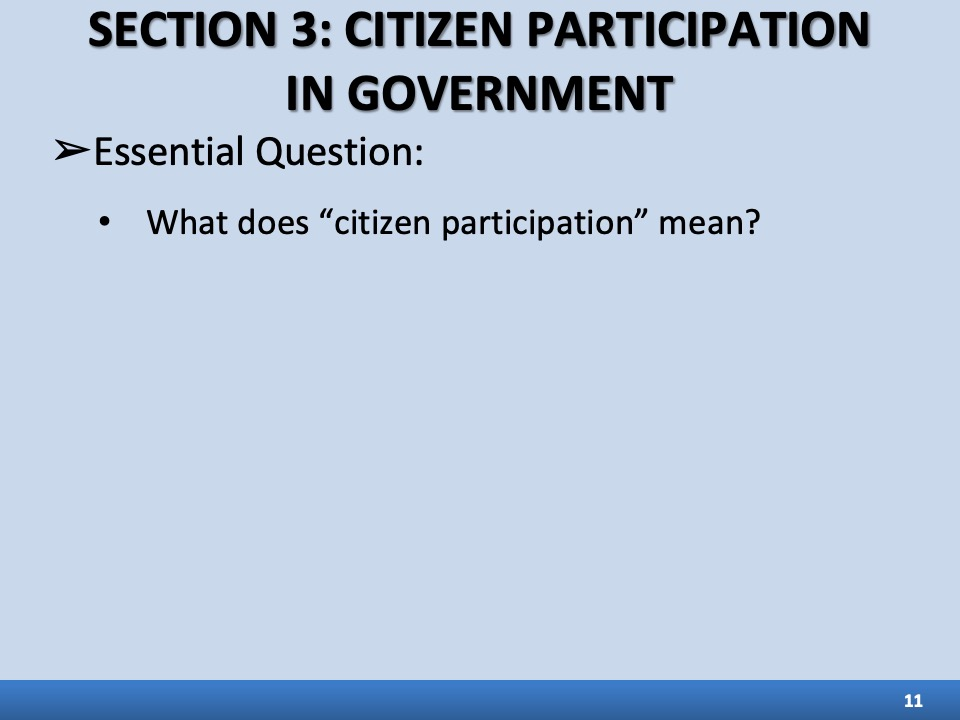 SECTION 3: CITIZEN PARTICIPATION
IN GOVERNMENT
➢Essential Question:
• What does “citizen participation” mean?
11